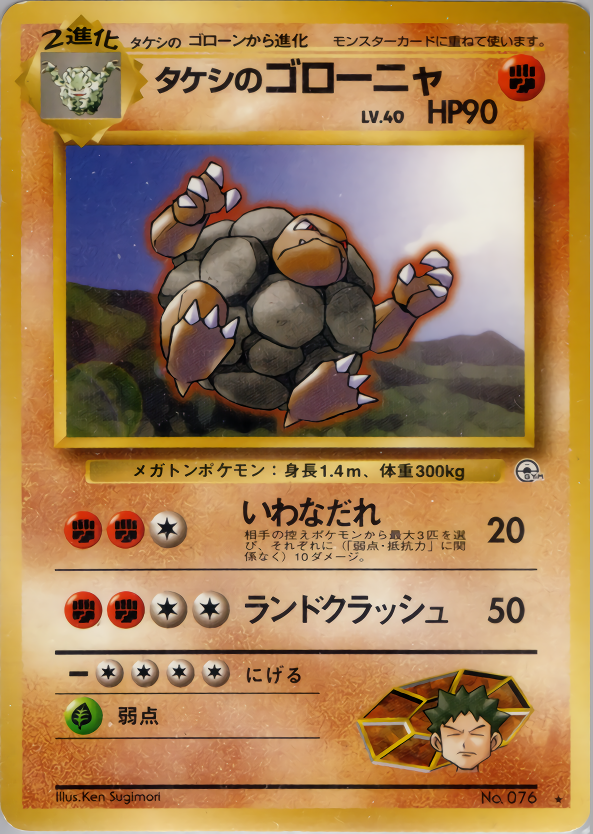 2進化
タケシの ゴローンから進化 モンスターカードに重ねて使います。
タケシのゴローニャ
LV.40 HP90
メガトンポケモン：身長1.4m、体重300kg
GYM
いわなだれ 20
相手の控えポケモンから最大3匹を選
び、それぞれに（「弱点・抵抗力」に関
係なく）10ダメージ。
ランドクラッシュ 50
にげる
弱点
Illus.Ken Sugimori No.076 ★